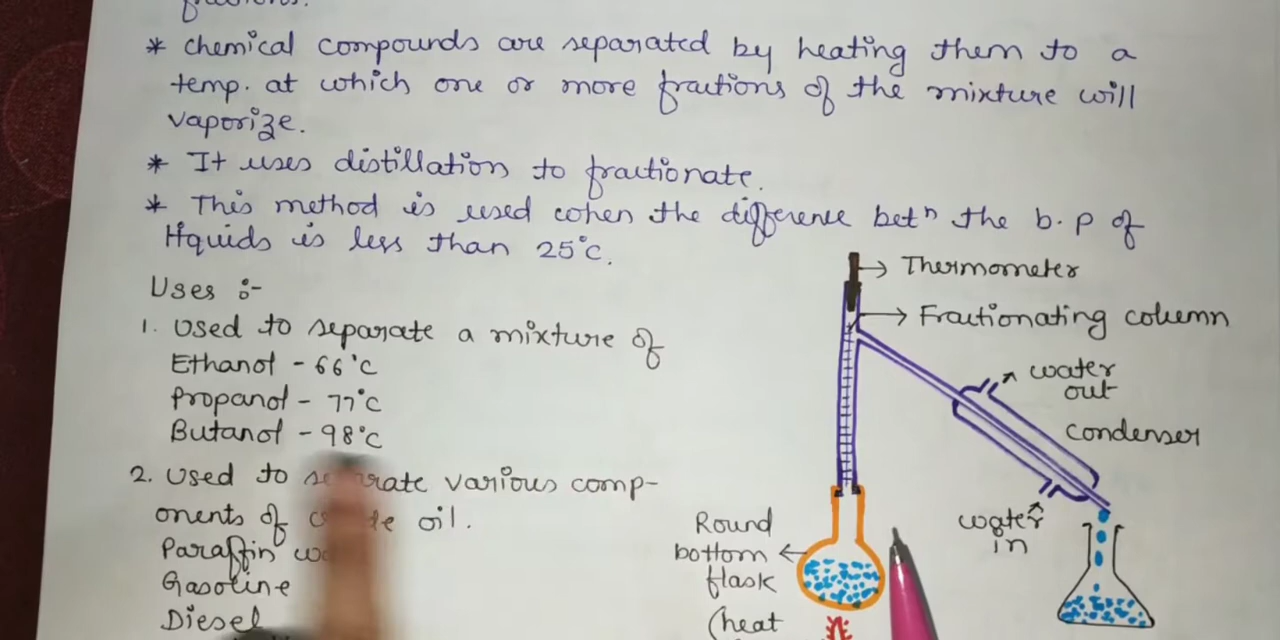 fractions.
* Chemical compounds are separated by heating them to a
temp. at which one or more fractions of the mixture will
vaporize.
* It uses distillation to fractionate.
* This method is used when the difference betⁿ the b.p of
liquids is less than 25°c.
Uses :-
1. Used to separate a mixture of
Ethanol - 66°C
Propanol - 77°C
Butanol - 98°C
2. Used to separate various comp-
onents of oil.
Paraffin
Gasoline
Diesel
Thermometer
Fractionating column
water
out
condenser
water
in
Round
bottom
flask
(heat